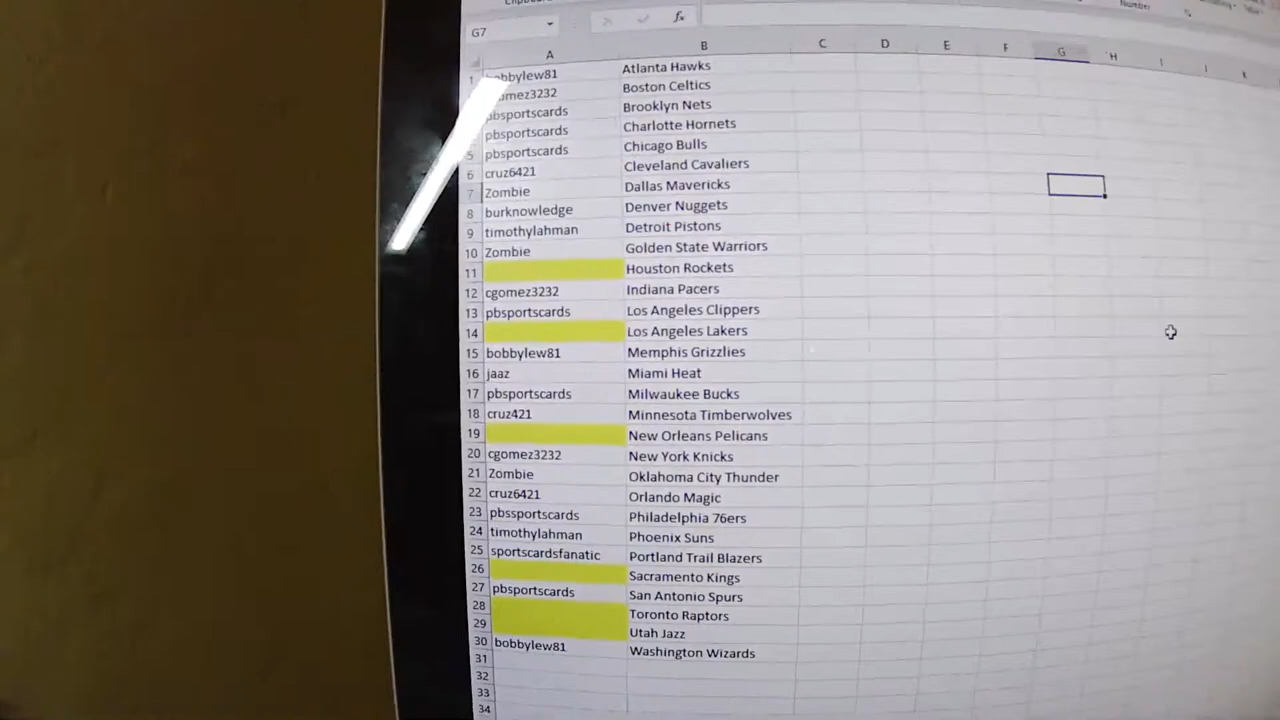 G7
fx
Number
A B C D E F G H I J K
1 bobbylew81 Atlanta Hawks
cgomez3232 Boston Celtics
pbsportscards Brooklyn Nets
pbsportscards Charlotte Hornets
5 pbsportscards Chicago Bulls
6 cruz6421 Cleveland Cavaliers
7 Zombie Dallas Mavericks
8 burknowledge Denver Nuggets
9 timothylahman Detroit Pistons
10 Zombie Golden State Warriors
11 Houston Rockets
12 cgomez3232 Indiana Pacers
13 pbsportscards Los Angeles Clippers
14 Los Angeles Lakers
15 bobbylew81 Memphis Grizzlies
16 jaaz Miami Heat
17 pbsportscards Milwaukee Bucks
18 cruz421 Minnesota Timberwolves
19 New Orleans Pelicans
20 cgomez3232 New York Knicks
21 Zombie Oklahoma City Thunder
22 cruz6421 Orlando Magic
23 pbssportscards Philadelphia 76ers
24 timothylahman Phoenix Suns
25 sportscardsfanatic Portland Trail Blazers
26 Sacramento Kings
27 pbsportscards San Antonio Spurs
28 Toronto Raptors
29 Utah Jazz
30 bobbylew81 Washington Wizards
31
32
33
34